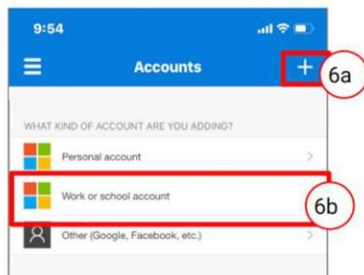 9:54
Accounts
6a
WHAT KIND OF ACCOUNT ARE YOU ADDING?
Personal account
Work or school account
6b
Other (Google, Facebook, etc.)